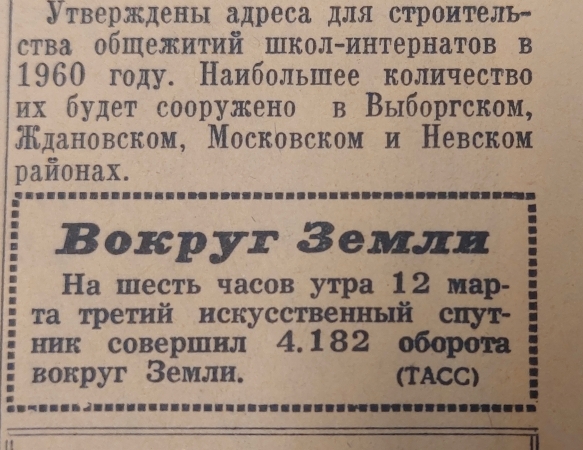 Утверждены адреса для строитель-
ства общежитий школ-интернатов в
1960 году. Наибольшее количество
их будет сооружено в Выборгском,
Ждановском, Московском и Невском
районах.
Вокруг Земли
На шесть часов утра 12 мар-
та третий искусственный спут-
ник совершил 4.182 оборота
вокруг Земли. (ТАСС)